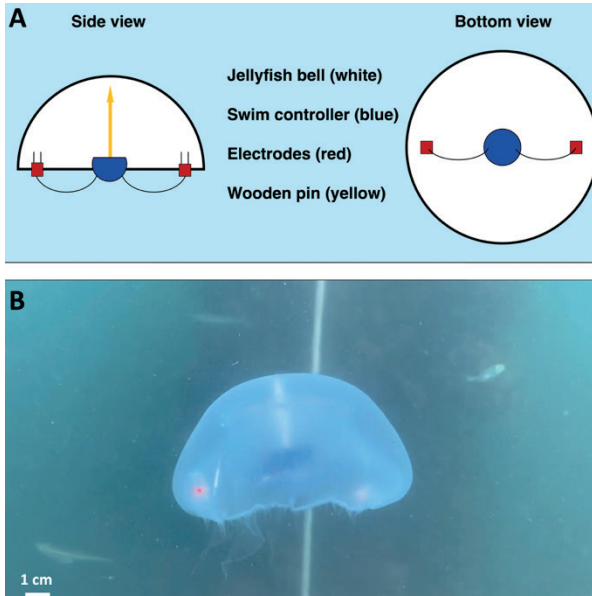 A
Side view
Bottom view
Jellyfish bell (white)
Swim controller (blue)
Electrodes (red)
Wooden pin (yellow)
B
1 cm